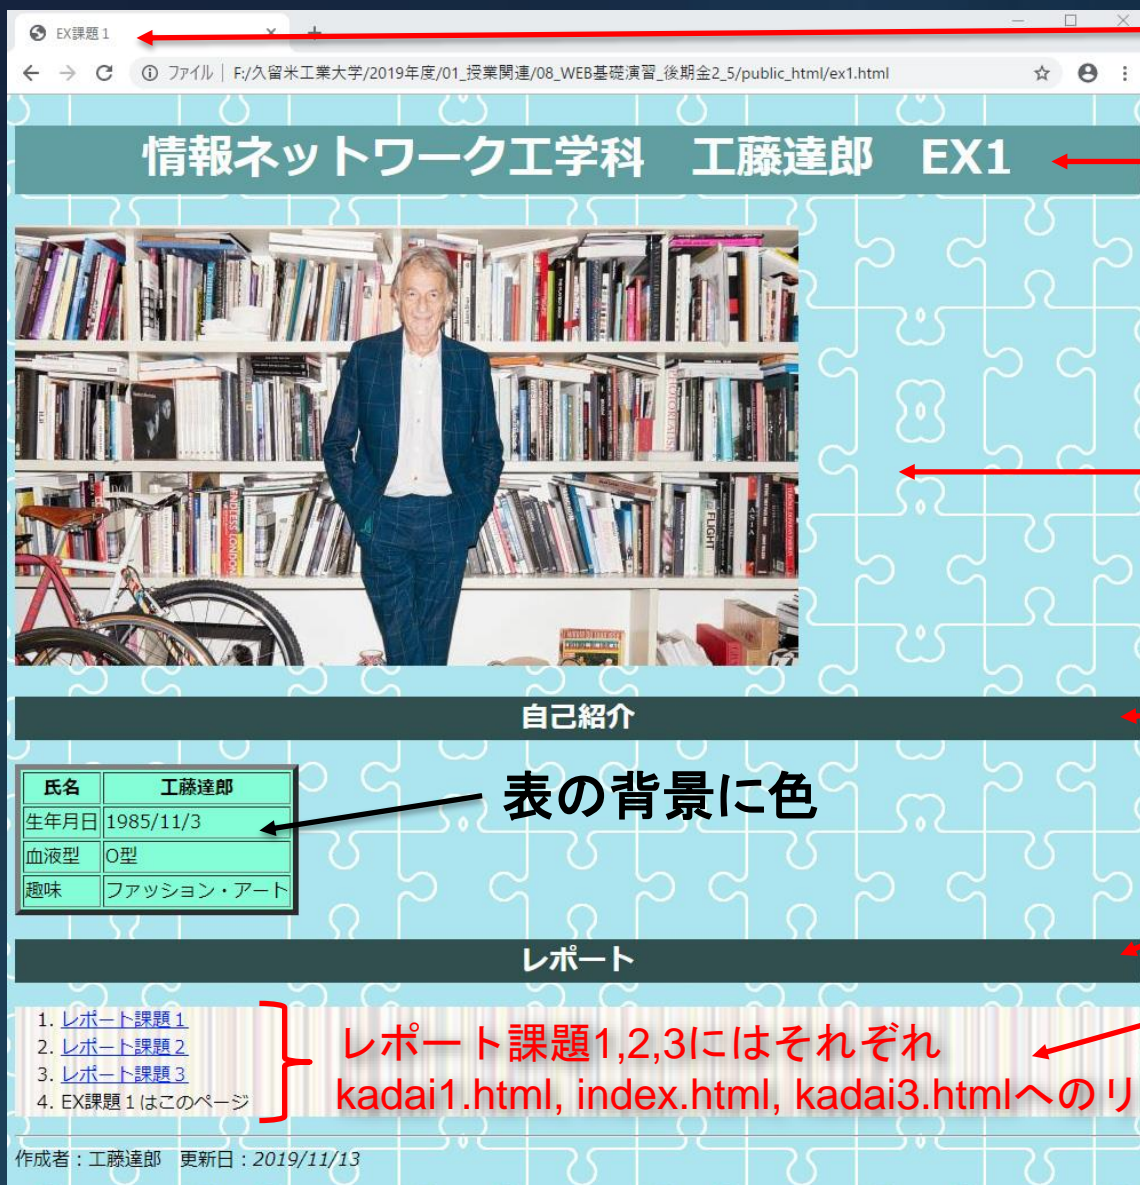 EX課題1
ファイル | F:/久留米工業大学/2019年度/01_授業関連/08_WEB基礎演習_後期金2_5/public_html/ex1.html
情報ネットワーク工学科　工藤達郎　EX1
ENDLESS LONDON
FLIGHT
ASIA
自己紹介
氏名 工藤達郎
生年月日 1985/11/3
血液型 O型
趣味 ファッション・アート
表の背景に色
レポート
1. レポート課題1
2. レポート課題2
3. レポート課題3
4. EX課題1はこのページ
レポート課題1,2,3にはそれぞれ
kadai1.html, index.html, kadai3.htmlへのリ
作成者：工藤達郎　更新日：2019/11/13